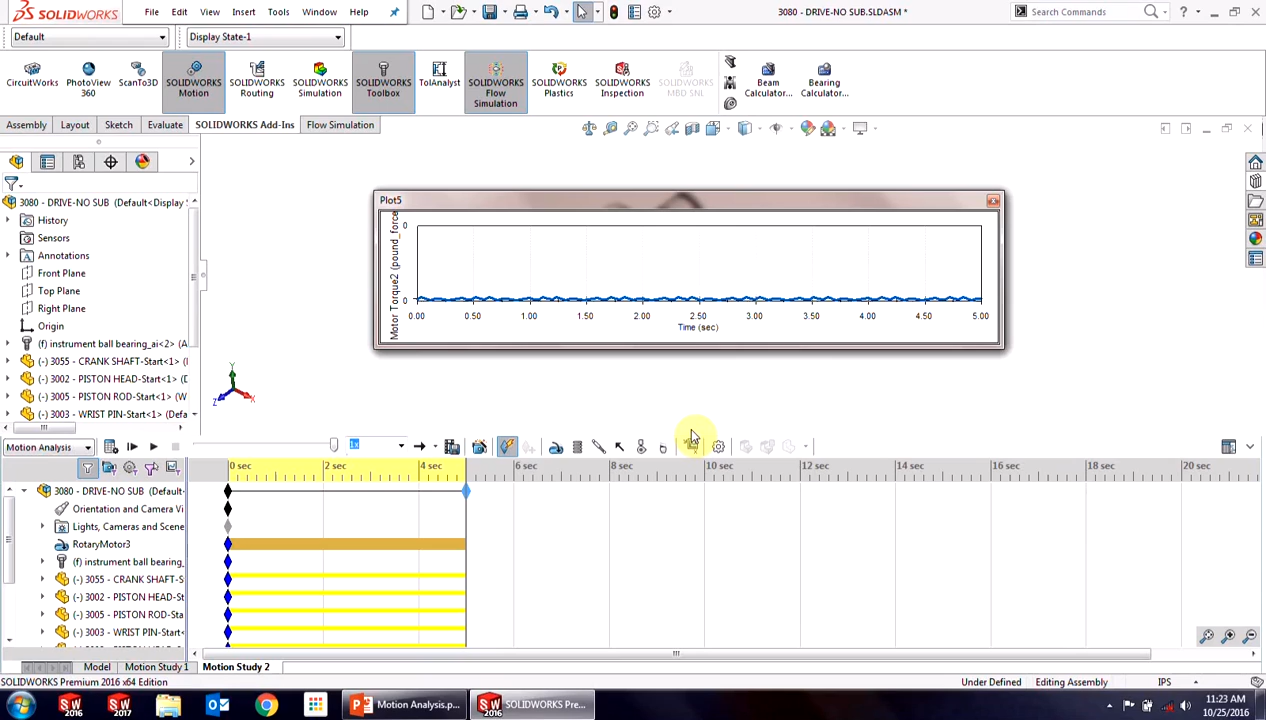 SOLIDWORKS File Edit View Insert Tools Window Help 3080 - DRIVE-NO SUB.SLDASM * Search Commands ?
Default Display State-1
CircuitWorks PhotoView 360 ScanTo3D SOLIDWORKS Motion SOLIDWORKS Routing SOLIDWORKS Simulation SOLIDWORKS Toolbox TolAnalyst SOLIDWORKS Flow Simulation SOLIDWORKS Plastics SOLIDWORKS Inspection SOLIDWORKS MBD SNL Beam Calculator... Bearing Calculator...
Assembly Layout Sketch Evaluate SOLIDWORKS Add-Ins Flow Simulation
3080 - DRIVE-NO SUB (Default<Display
History
Sensors
Annotations
Front Plane
Top Plane
Right Plane
Origin
(f) instrument ball bearing_ai<2> (A
(-) 3055 - CRANK SHAFT-Start<1> (
(-) 3002 - PISTON HEAD-Start<1> (D
(-) 3005 - PISTON ROD-Start<1> (W
(-) 3003 - WRIST PIN-Start<1> (Defa
Plot5
Motor Torque2 (pound_force
0
0
0.00 0.50 1.00 1.50 2.00 2.50 3.00 3.50 4.00 4.50 5.00
Time (sec)
Y
Z
X
Motion Analysis 1x
0 sec 2 sec 4 sec 6 sec 8 sec 10 sec 12 sec 14 sec 16 sec 18 sec 20 sec
3080 - DRIVE-NO SUB (Default
Orientation and Camera Vi
Lights, Cameras and Scene
RotaryMotor3
(f) instrument ball bearing_
(-) 3055 - CRANK SHAFT-S
(-) 3002 - PISTON HEAD-St
(-) 3005 - PISTON ROD-Sta
(-) 3003 - WRIST PIN-Start<
Model Motion Study 1 Motion Study 2
SOLIDWORKS Premium 2016 x64 Edition Under Defined Editing Assembly IPS
SW 2016 SW 2017 Motion Analysis.p... SW 2016 SOLIDWORKS Pre... 11:23 AM
10/25/2016